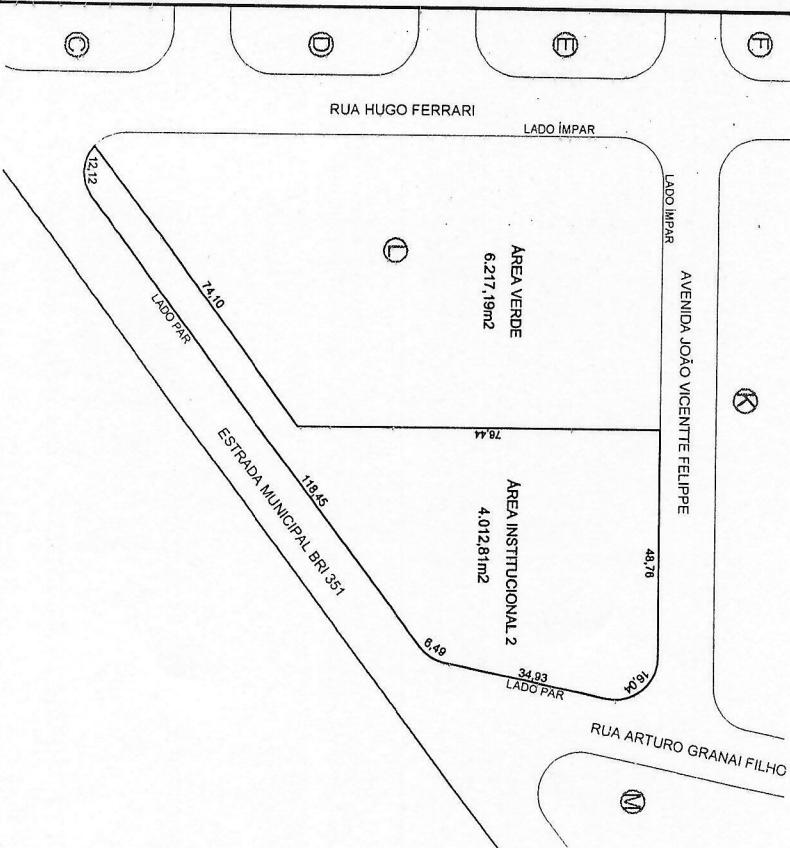 C
D
E
F
RUA HUGO FERRARI
LADO ÍMPAR
12,12
LADO ÍMPAR
L
ÁREA VERDE
6.217,19m2
AVENIDA JOÃO VICENTTE FELIPPE
K
74,10
LADO PAR
78,44
ESTRADA MUNICIPAL BRI 351
118,45
ÁREA INSTITUCIONAL 2
4.012,81m2
48,76
6,49
34,93
LADO PAR
16,04
RUA ARTURO GRANAI FILHO
M